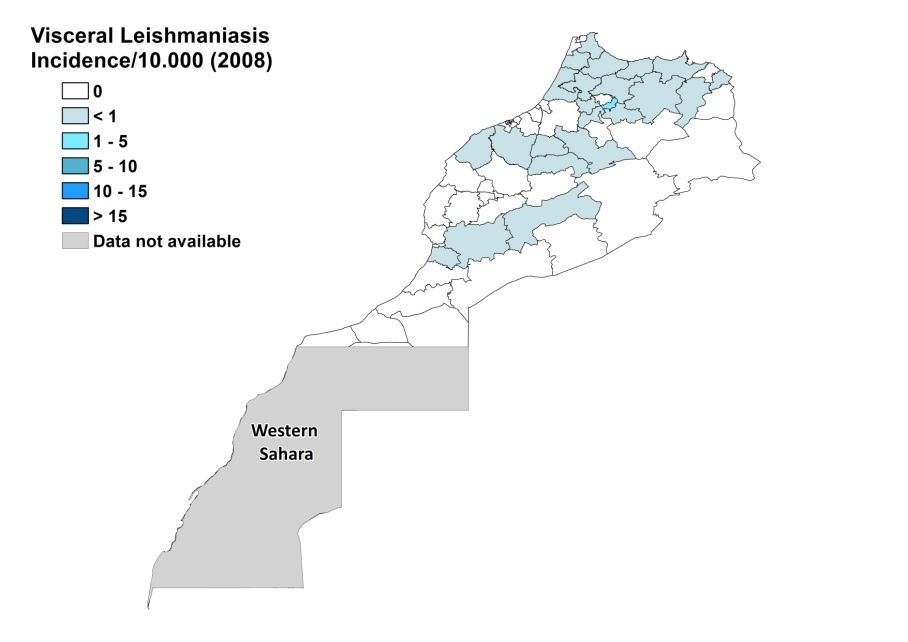 Visceral Leishmaniasis
Incidence/10.000 (2008)
0
< 1
1 - 5
5 - 10
10 - 15
> 15
Data not available
Western
Sahara